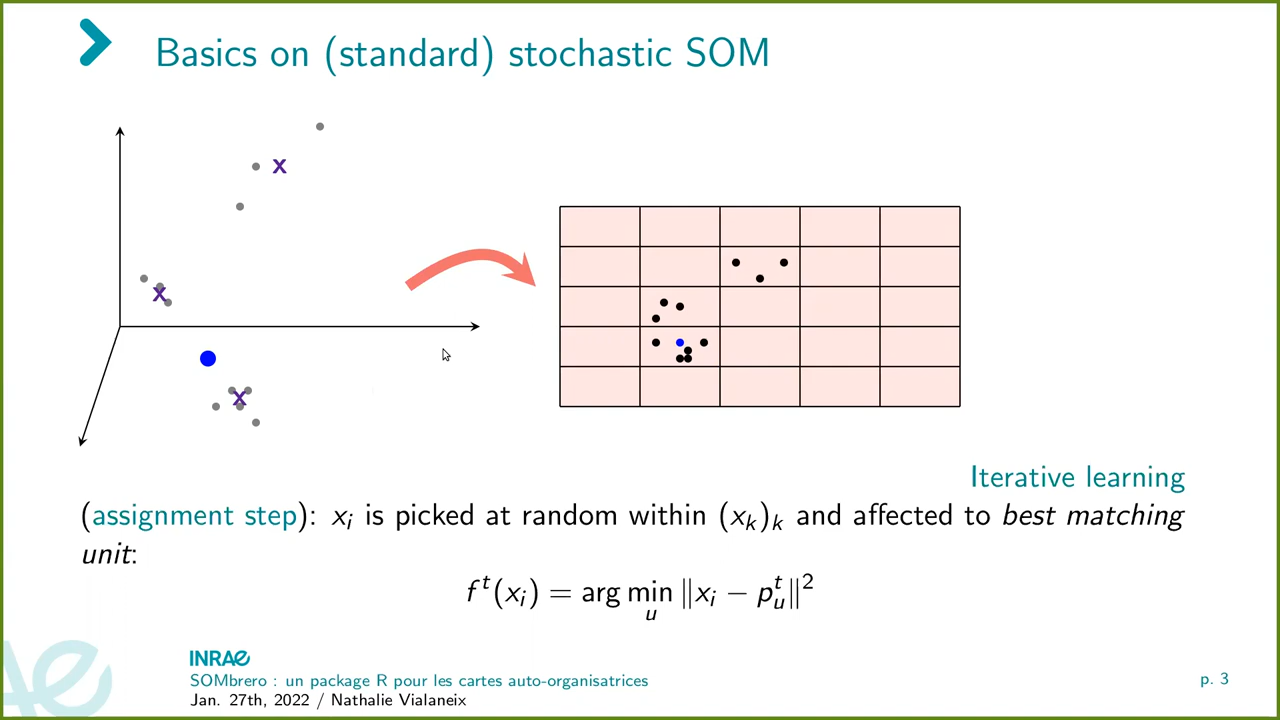 Basics on (standard) stochastic SOM
x
x
x
Iterative learning
(assignment step): xᵢ is picked at random within (xₖ)ₖ and affected to best matching
unit:
fᵗ(xᵢ) = arg min_u ‖xᵢ − pᵗ_u‖²
INRAE
SOMbrero : un package R pour les cartes auto-organisatrices
Jan. 27th, 2022 / Nathalie Vialaneix
p. 3